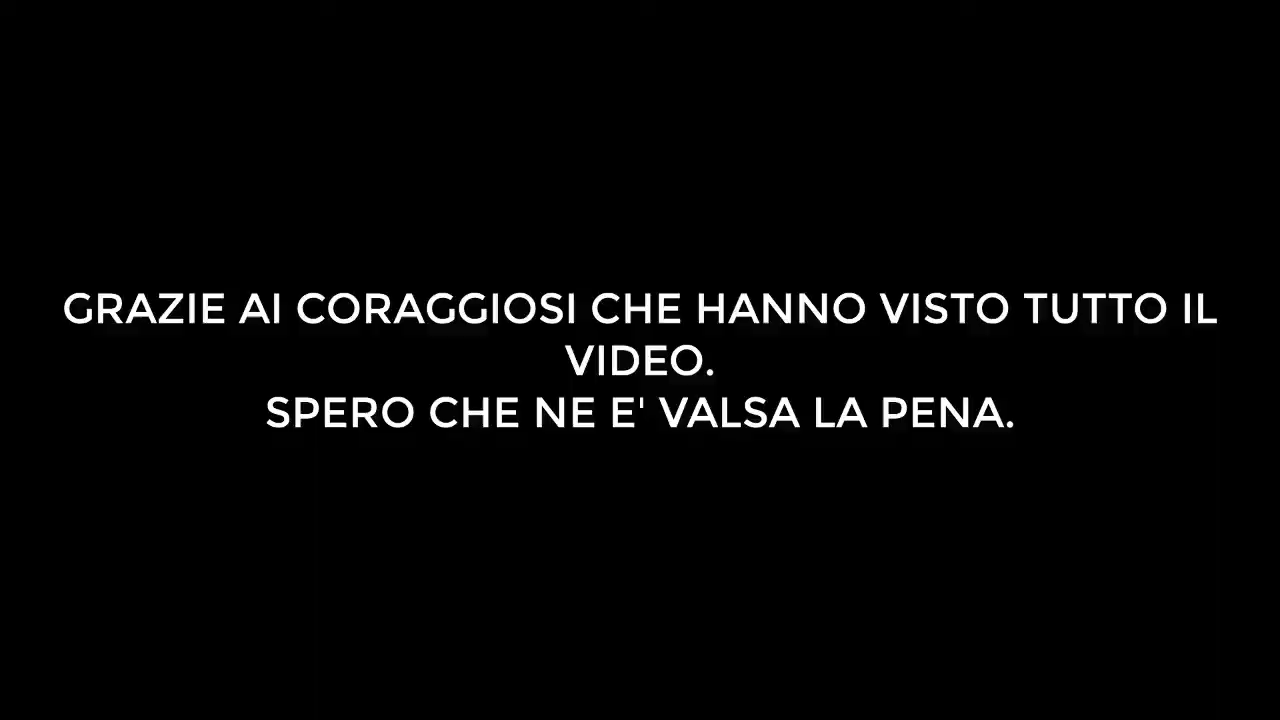 GRAZIE AI CORAGGIOSI CHE HANNO VISTO TUTTO IL
VIDEO.
SPERO CHE NE E' VALSA LA PENA.